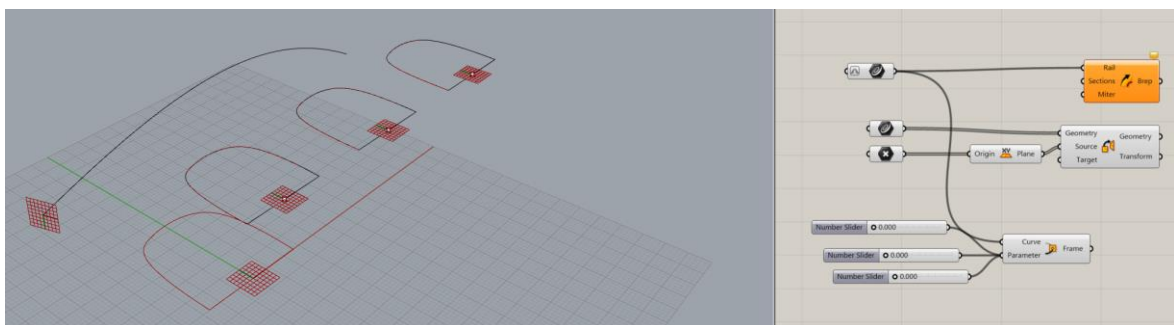 Rail
Sections Brep
Miter
Geometry Geometry
Source
Target Transform
Origin XY Plane
Number Slider 0.000
Curve Frame
Parameter
Number Slider 0.000
Number Slider 0.000